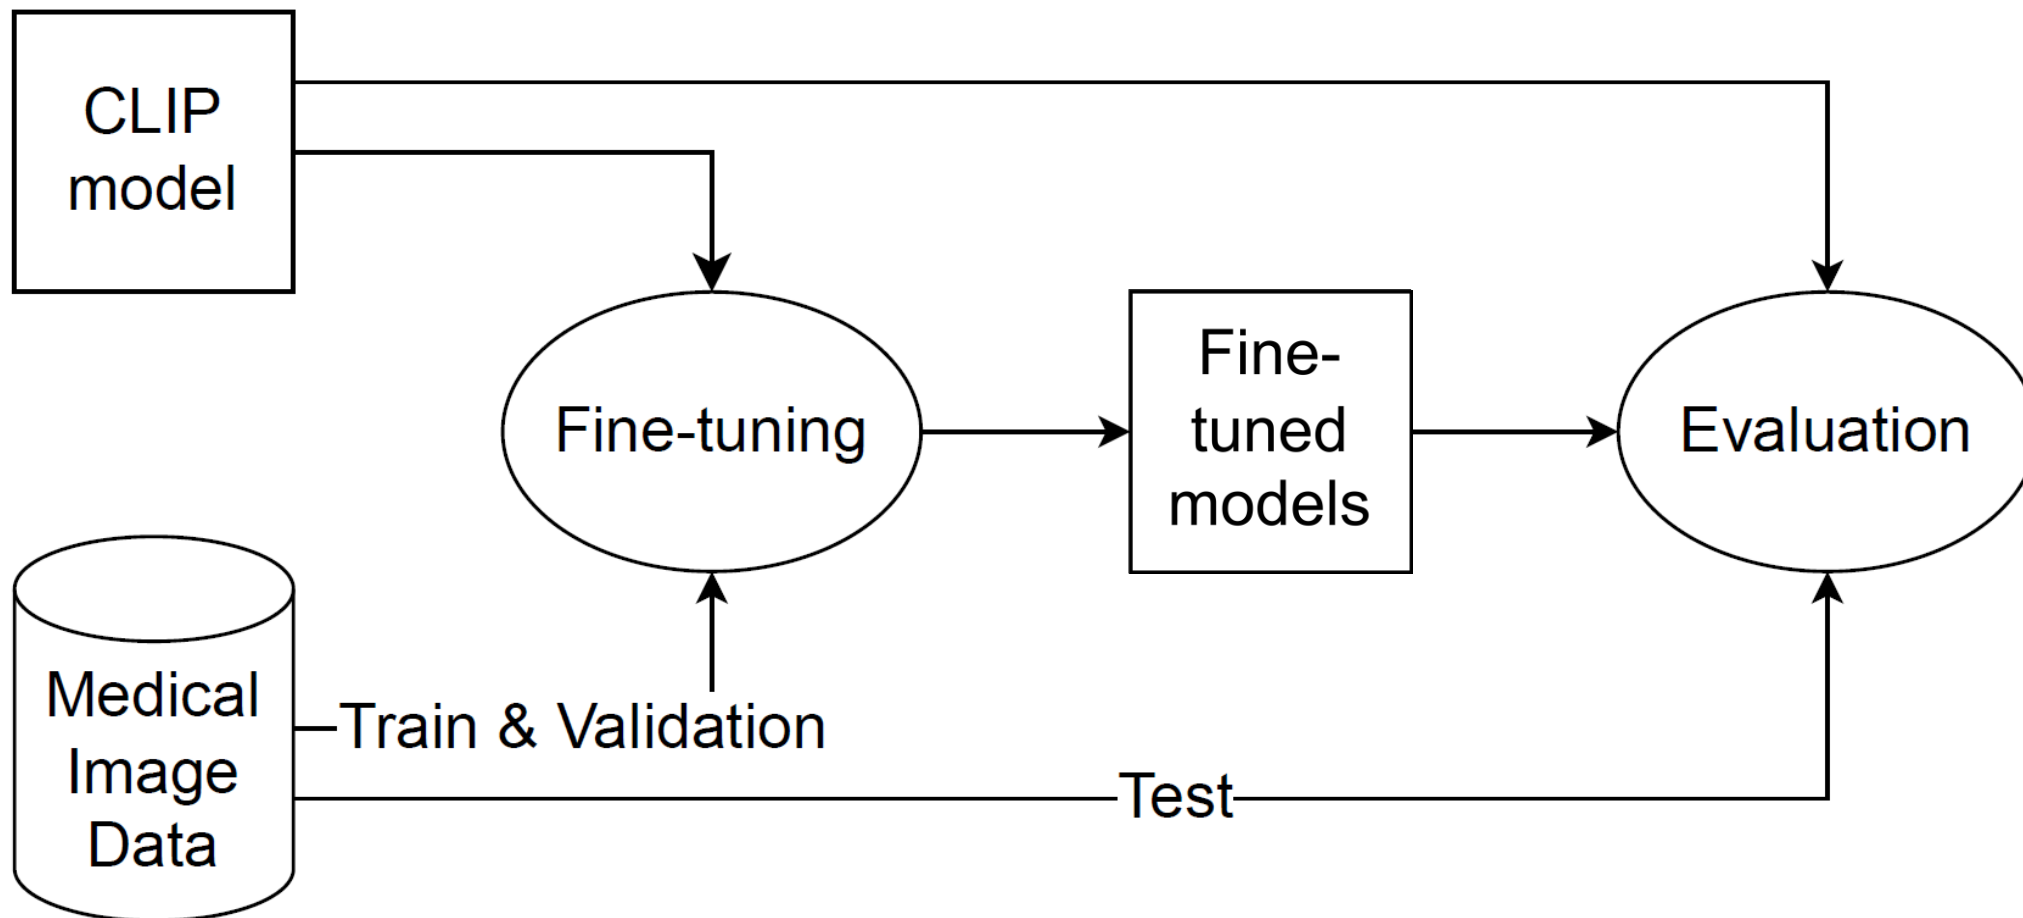 CLIP
model
Fine-tuning
Fine-
tuned
models
Evaluation
Medical
Image
Data
Train & Validation
Test